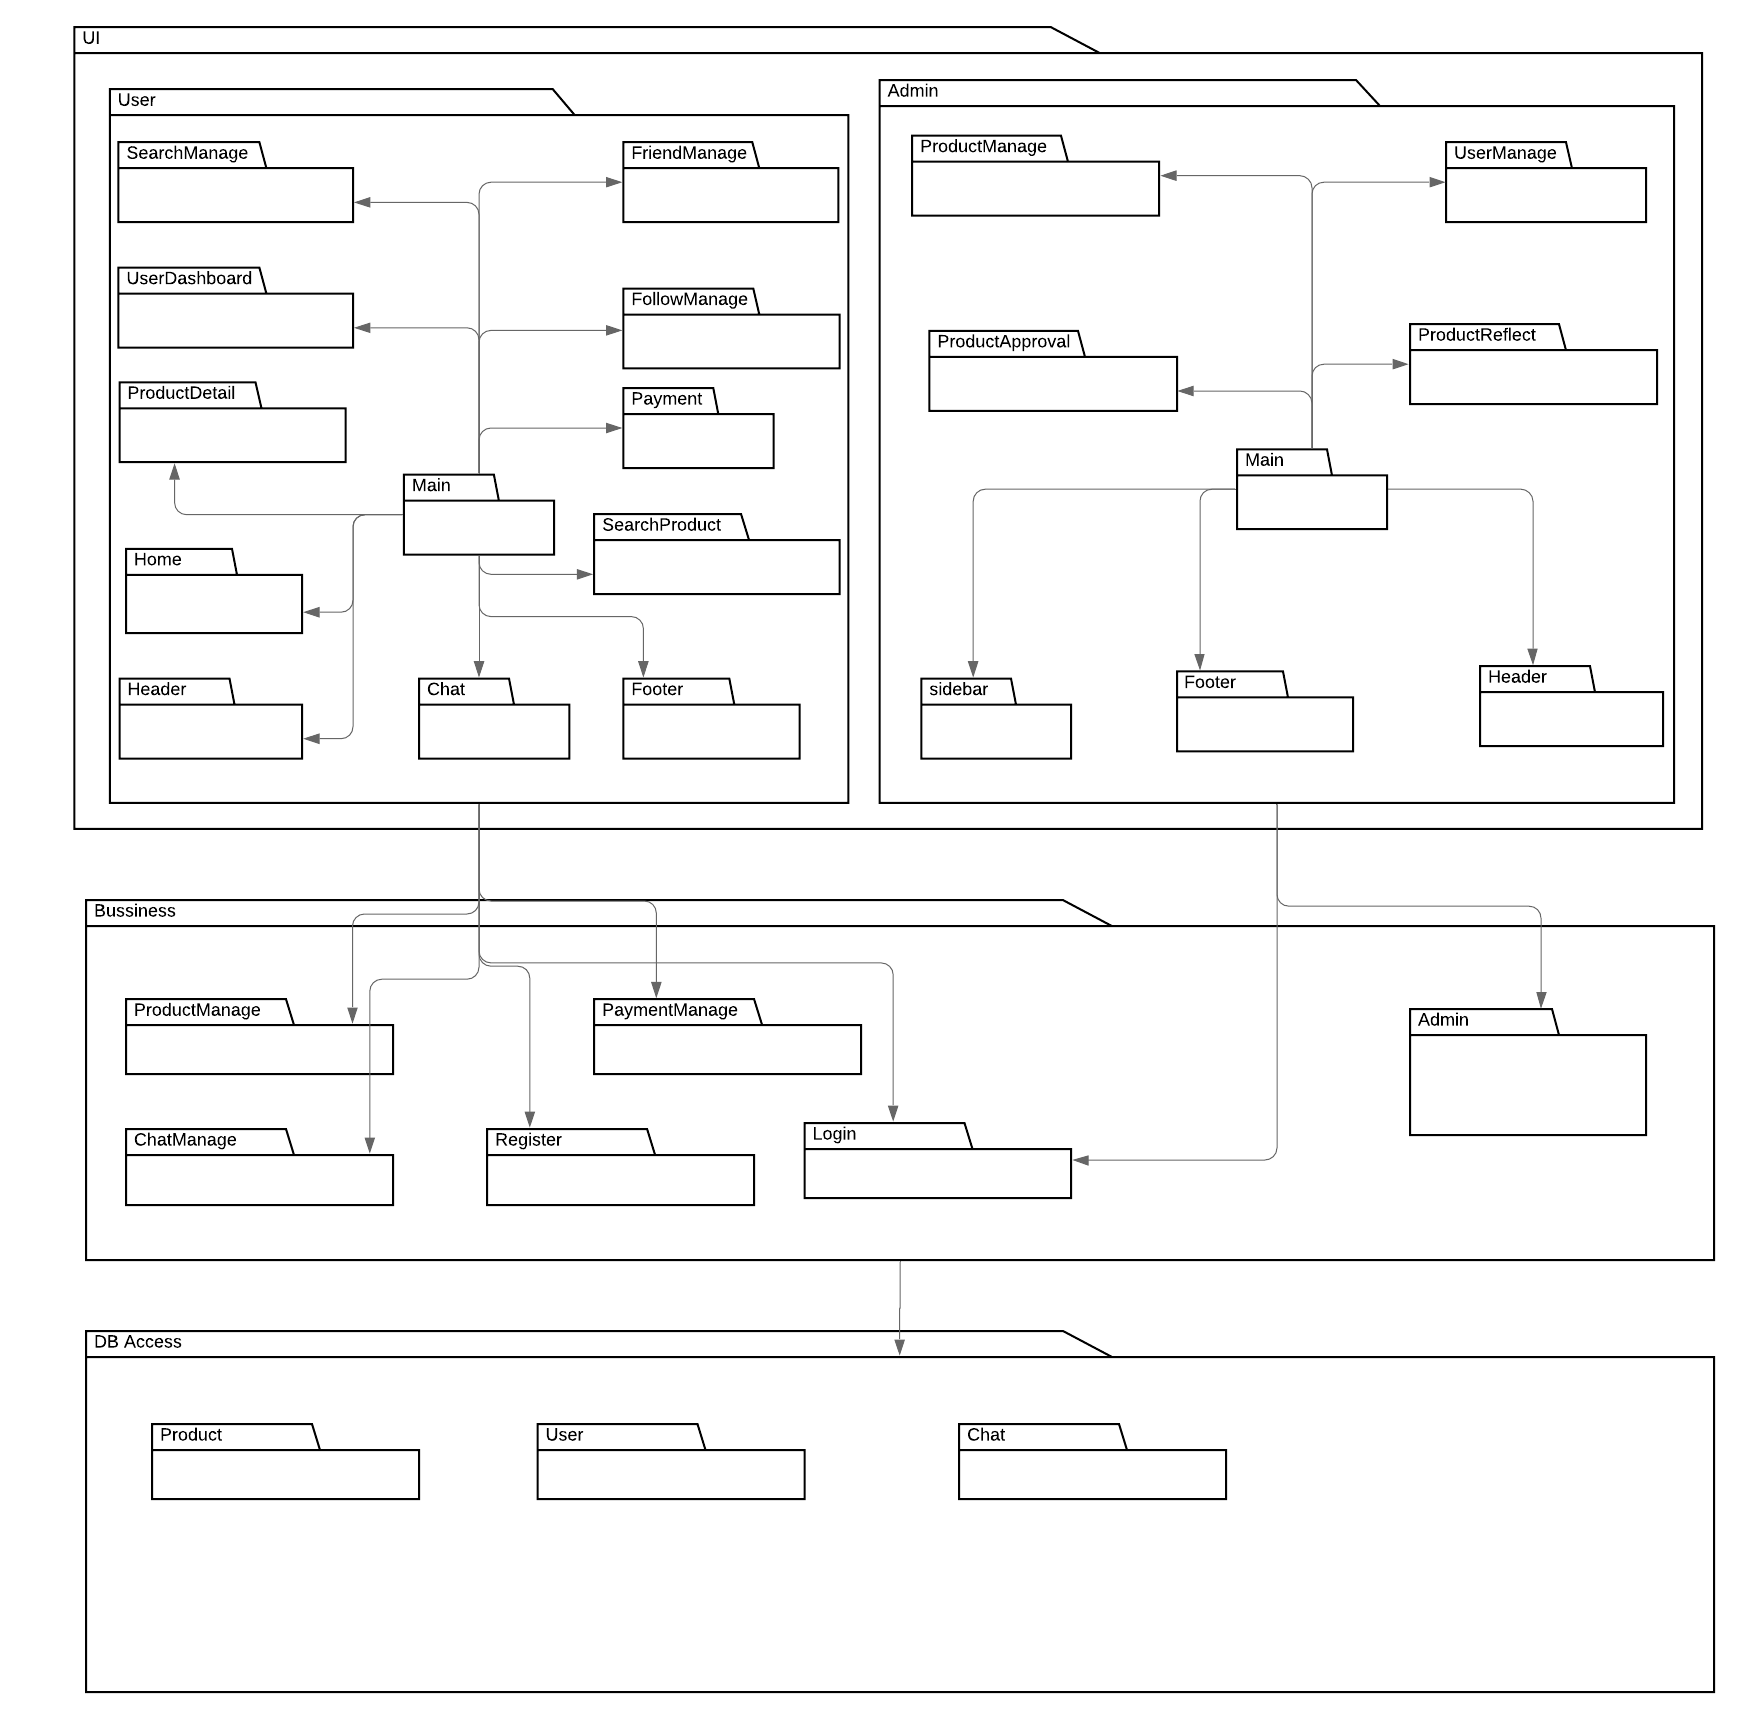 UI
User
Admin
SearchManage
FriendManage
ProductManage
UserManage
UserDashboard
FollowManage
ProductApproval
ProductReflect
ProductDetail
Payment
Main
Main
SearchProduct
Home
Header
Chat
Footer
sidebar
Footer
Header
Bussiness
ProductManage
PaymentManage
Admin
ChatManage
Register
Login
DB Access
Product
User
Chat